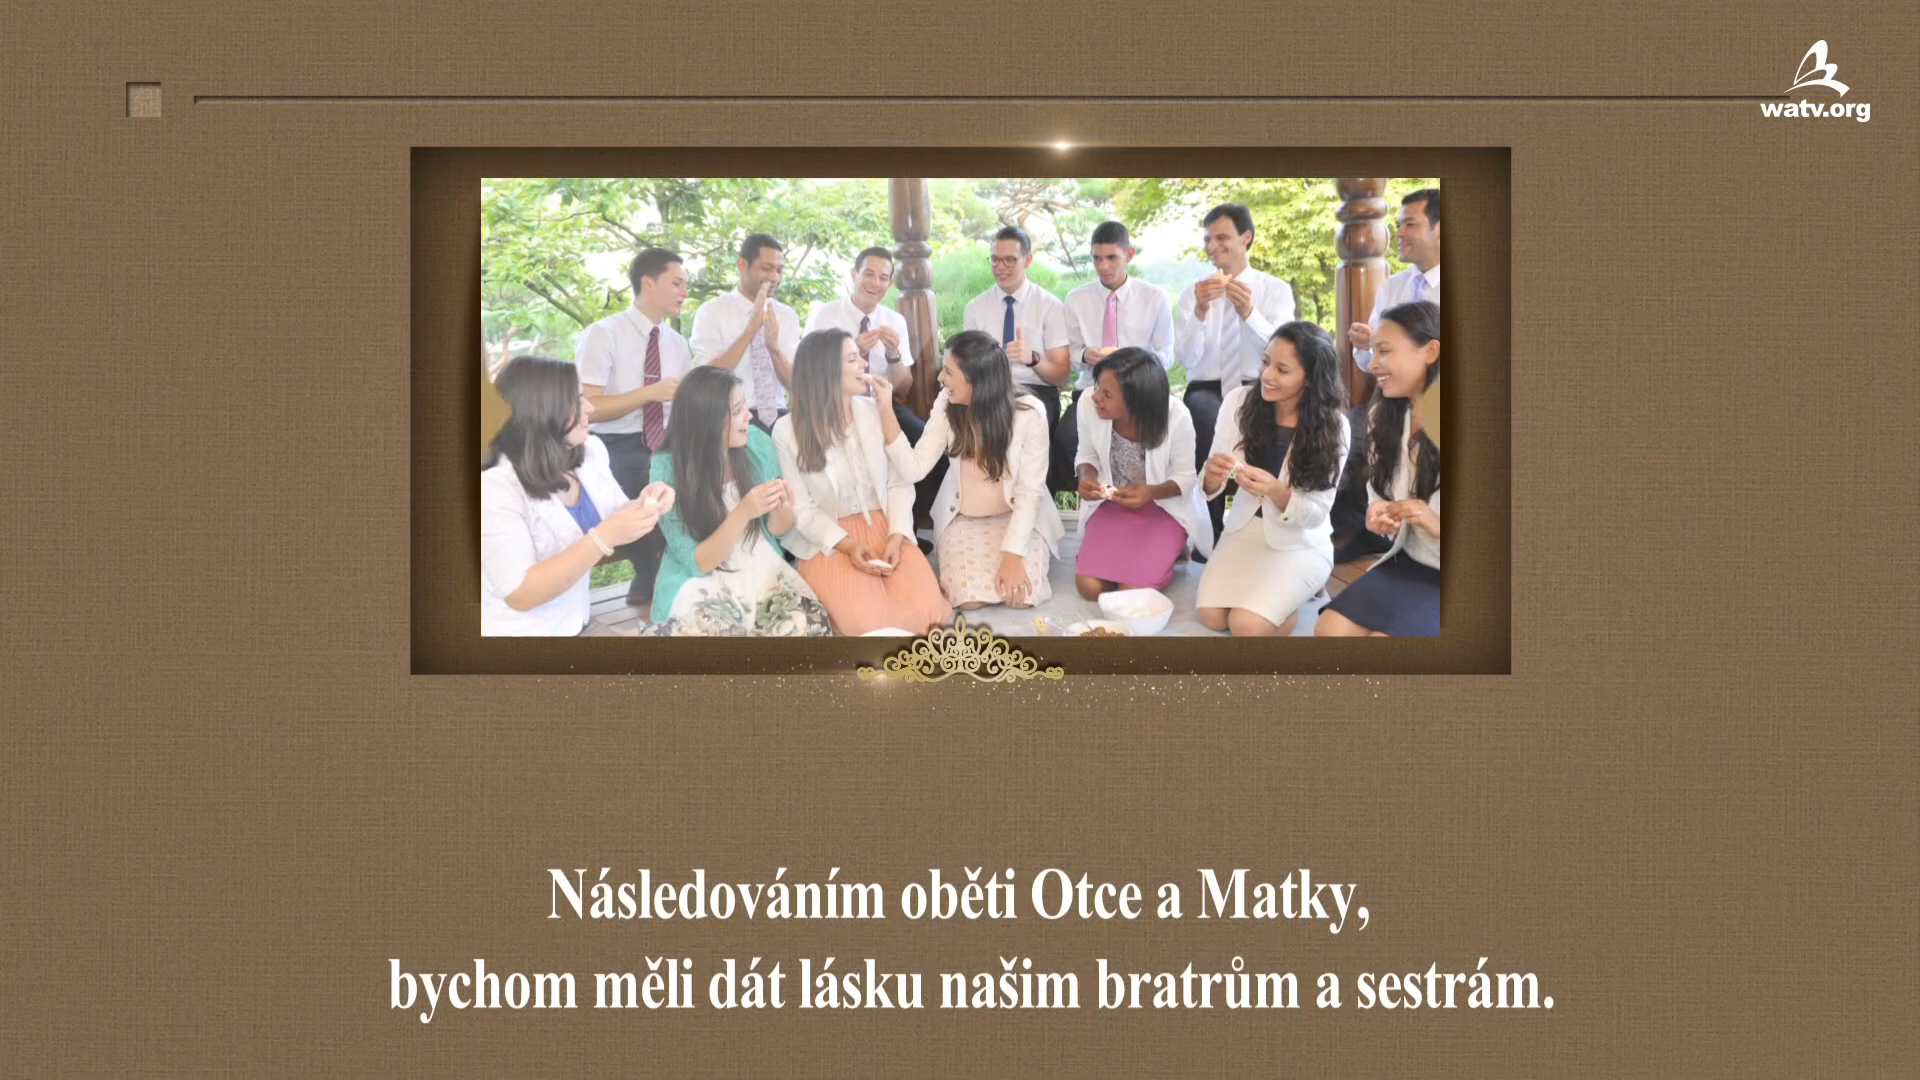 watv.org
Následováním oběti Otce a Matky,
bychom měli dát lásku našim bratrům a sestrám.